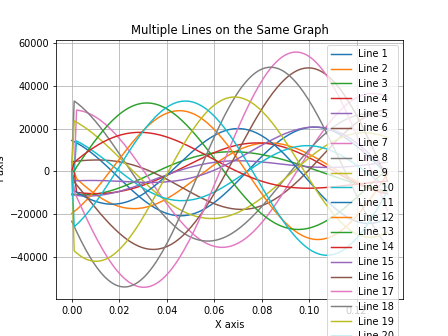 Multiple Lines on the Same Graph
60000
40000
20000
0
−20000
−40000
0.00 0.02 0.04 0.06 0.08 0.10
X axis
Line 1
Line 2
Line 3
Line 4
Line 5
Line 6
Line 7
Line 8
Line 9
Line 10
Line 11
Line 12
Line 13
Line 14
Line 15
Line 16
Line 17
Line 18
Line 19
Line 20